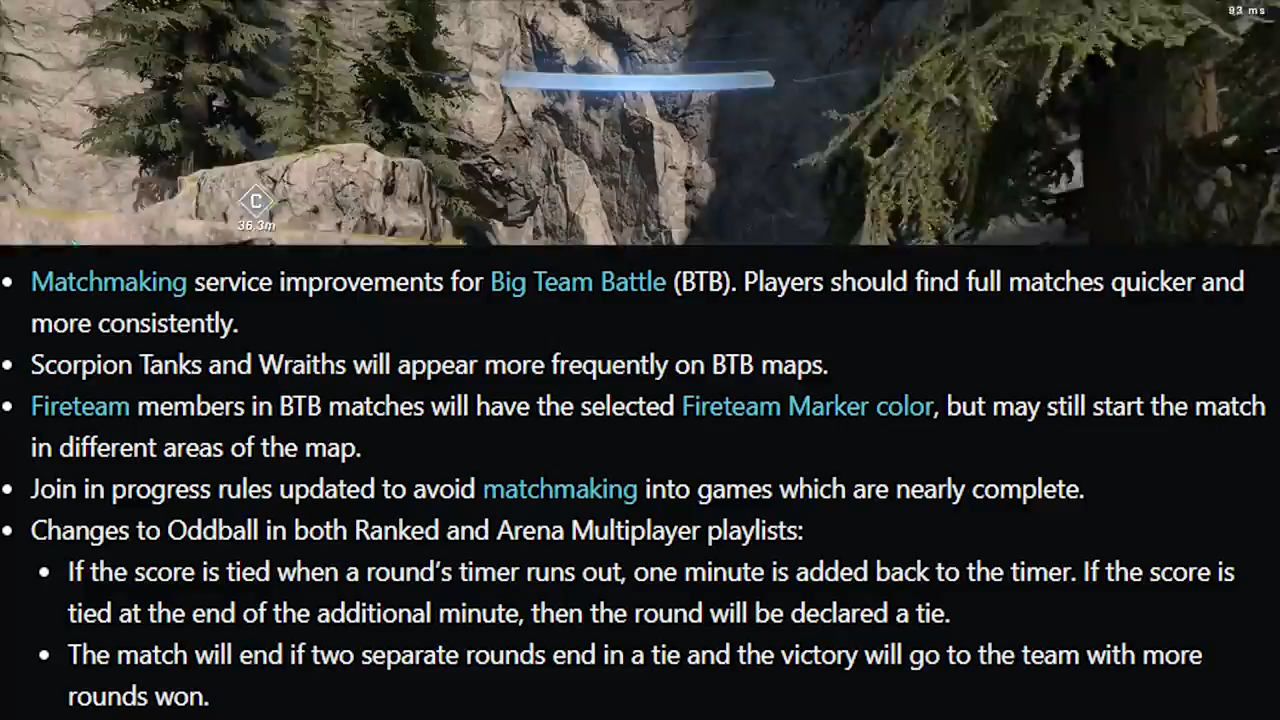 93 ms
C
36.3m
• Matchmaking service improvements for Big Team Battle (BTB). Players should find full matches quicker and
more consistently.
• Scorpion Tanks and Wraiths will appear more frequently on BTB maps.
• Fireteam members in BTB matches will have the selected Fireteam Marker color, but may still start the match
in different areas of the map.
• Join in progress rules updated to avoid matchmaking into games which are nearly complete.
• Changes to Oddball in both Ranked and Arena Multiplayer playlists:
• If the score is tied when a round’s timer runs out, one minute is added back to the timer. If the score is
tied at the end of the additional minute, then the round will be declared a tie.
• The match will end if two separate rounds end in a tie and the victory will go to the team with more
rounds won.